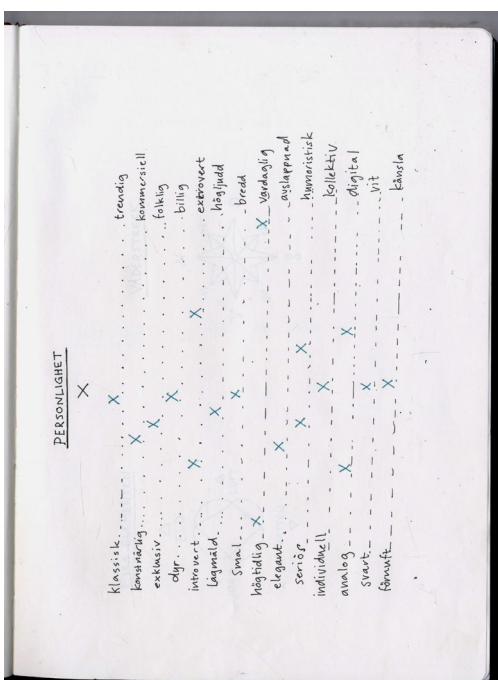 PERSONLIGHET
X
klassisk X trendig
konstnärlig X kommersiell
exklusiv X folklig
dyr X billig
introvert X X extrovert
lågmäld X högljudd
smal X bredd
högtidlig X X vardaglig
elegant X avslappnad
seriös X X humoristisk
individuell X kollektiv
analog X X digital
svart X vit
förnuft X känsla